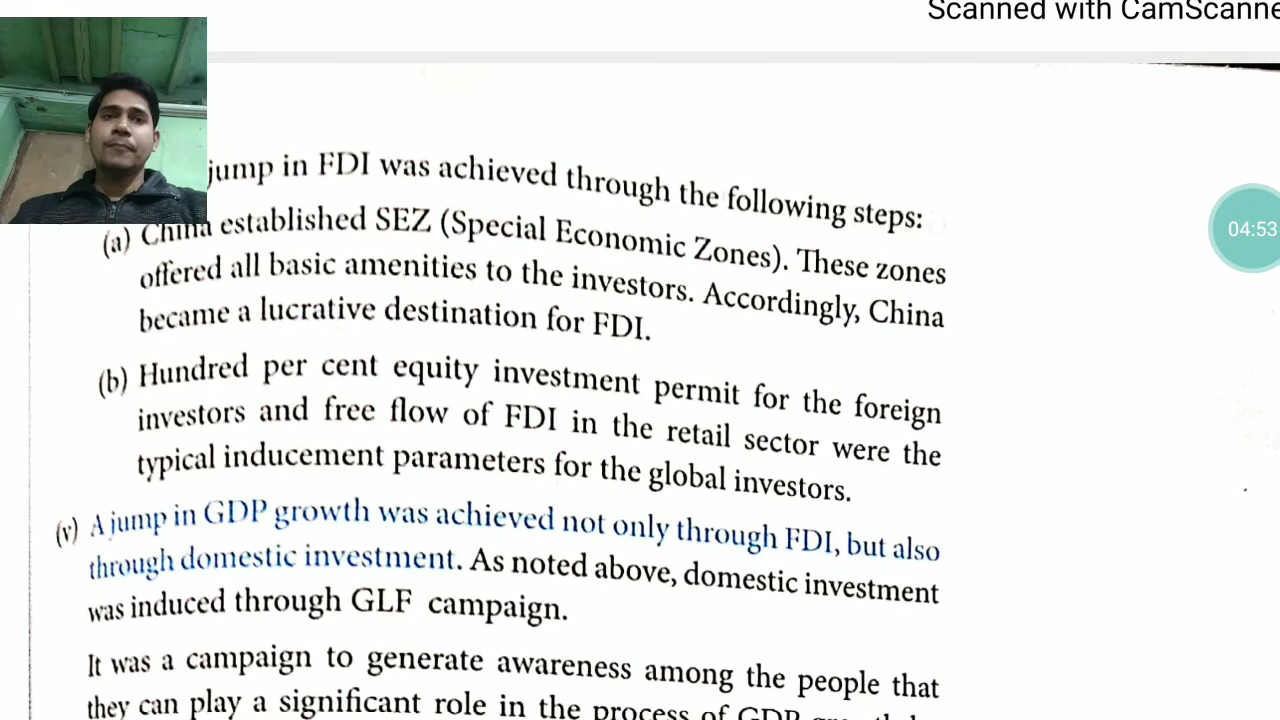 Scanned with CamScanne
jump in FDI was achieved through the following steps:
(a) China established SEZ (Special Economic Zones). These zones
offered all basic amenities to the investors. Accordingly, China
became a lucrative destination for FDI.
04:53
(b) Hundred per cent equity investment permit for the foreign
investors and free flow of FDI in the retail sector were the
typical inducement parameters for the global investors.
(v) A jump in GDP growth was achieved not only through FDI, but also
through domestic investment. As noted above, domestic investment
was induced through GLF campaign.
It was a campaign to generate awareness among the people that
they can play a significant role in the process of GDP